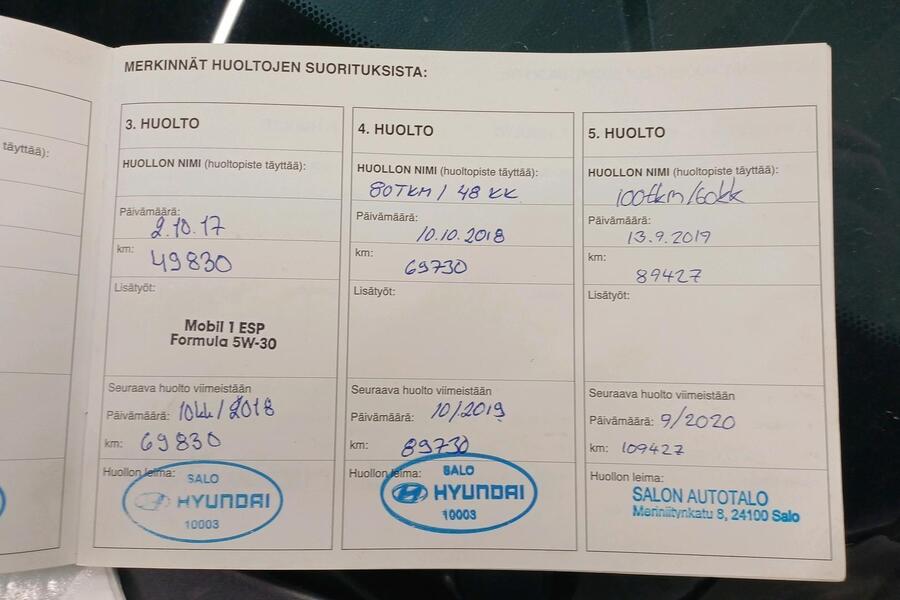 täyttää):
MERKINNÄT HUOLTOJEN SUORITUKSISTA:
3. HUOLTO
HUOLLON NIMI (huoltopiste täyttää):
Päivämäärä:
2.10.17
km:
49830
Lisätyöt:
Mobil 1 ESP
Formula 5W-30
Seuraava huolto viimeistään
Päivämäärä: 10kk/2018
km: 69830
Huollon leima:
SALO
HYUNDAI
10003
4. HUOLTO
HUOLLON NIMI (huoltopiste täyttää):
80TKM / 48 KK
Päivämäärä:
10.10.2018
km:
69730
Lisätyöt:
Seuraava huolto viimeistään
Päivämäärä: 10/2019
km: 89730
Huollon leima:
SALO
HYUNDAI
10003
5. HUOLTO
HUOLLON NIMI (huoltopiste täyttää):
100tkm/60kk
Päivämäärä:
13.9.2019
km:
89427
Lisätyöt:
Seuraava huolto viimeistään
Päivämäärä: 9/2020
km: 109427
Huollon leima:
SALON AUTOTALO
Meriniitynkatu 8, 24100 Salo